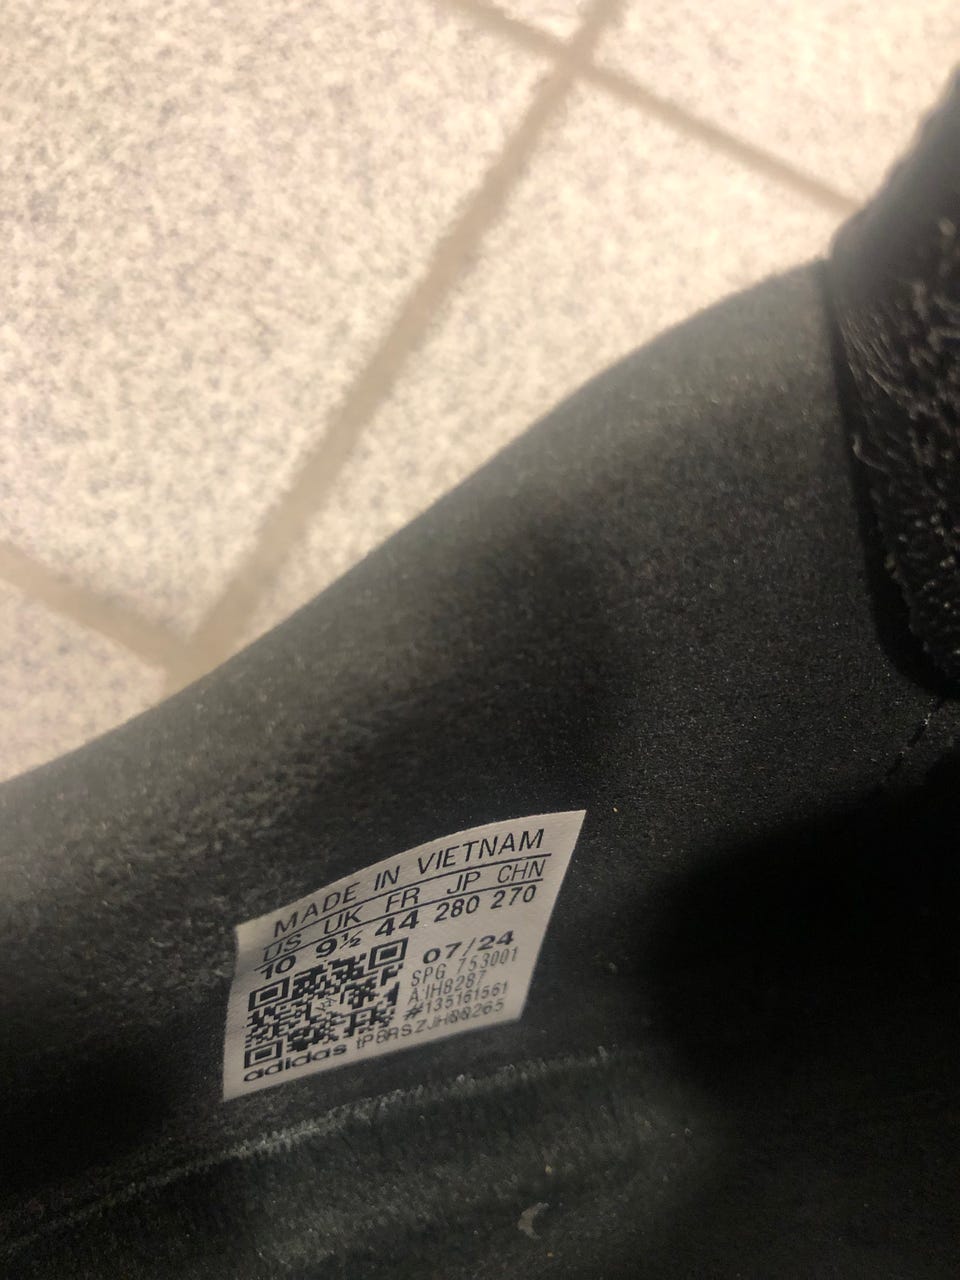 MADE IN VIETNAM
US UK FR JP CHN
10 9½ 44 280 270
07/24
SPG 753001
#135161561
adidas